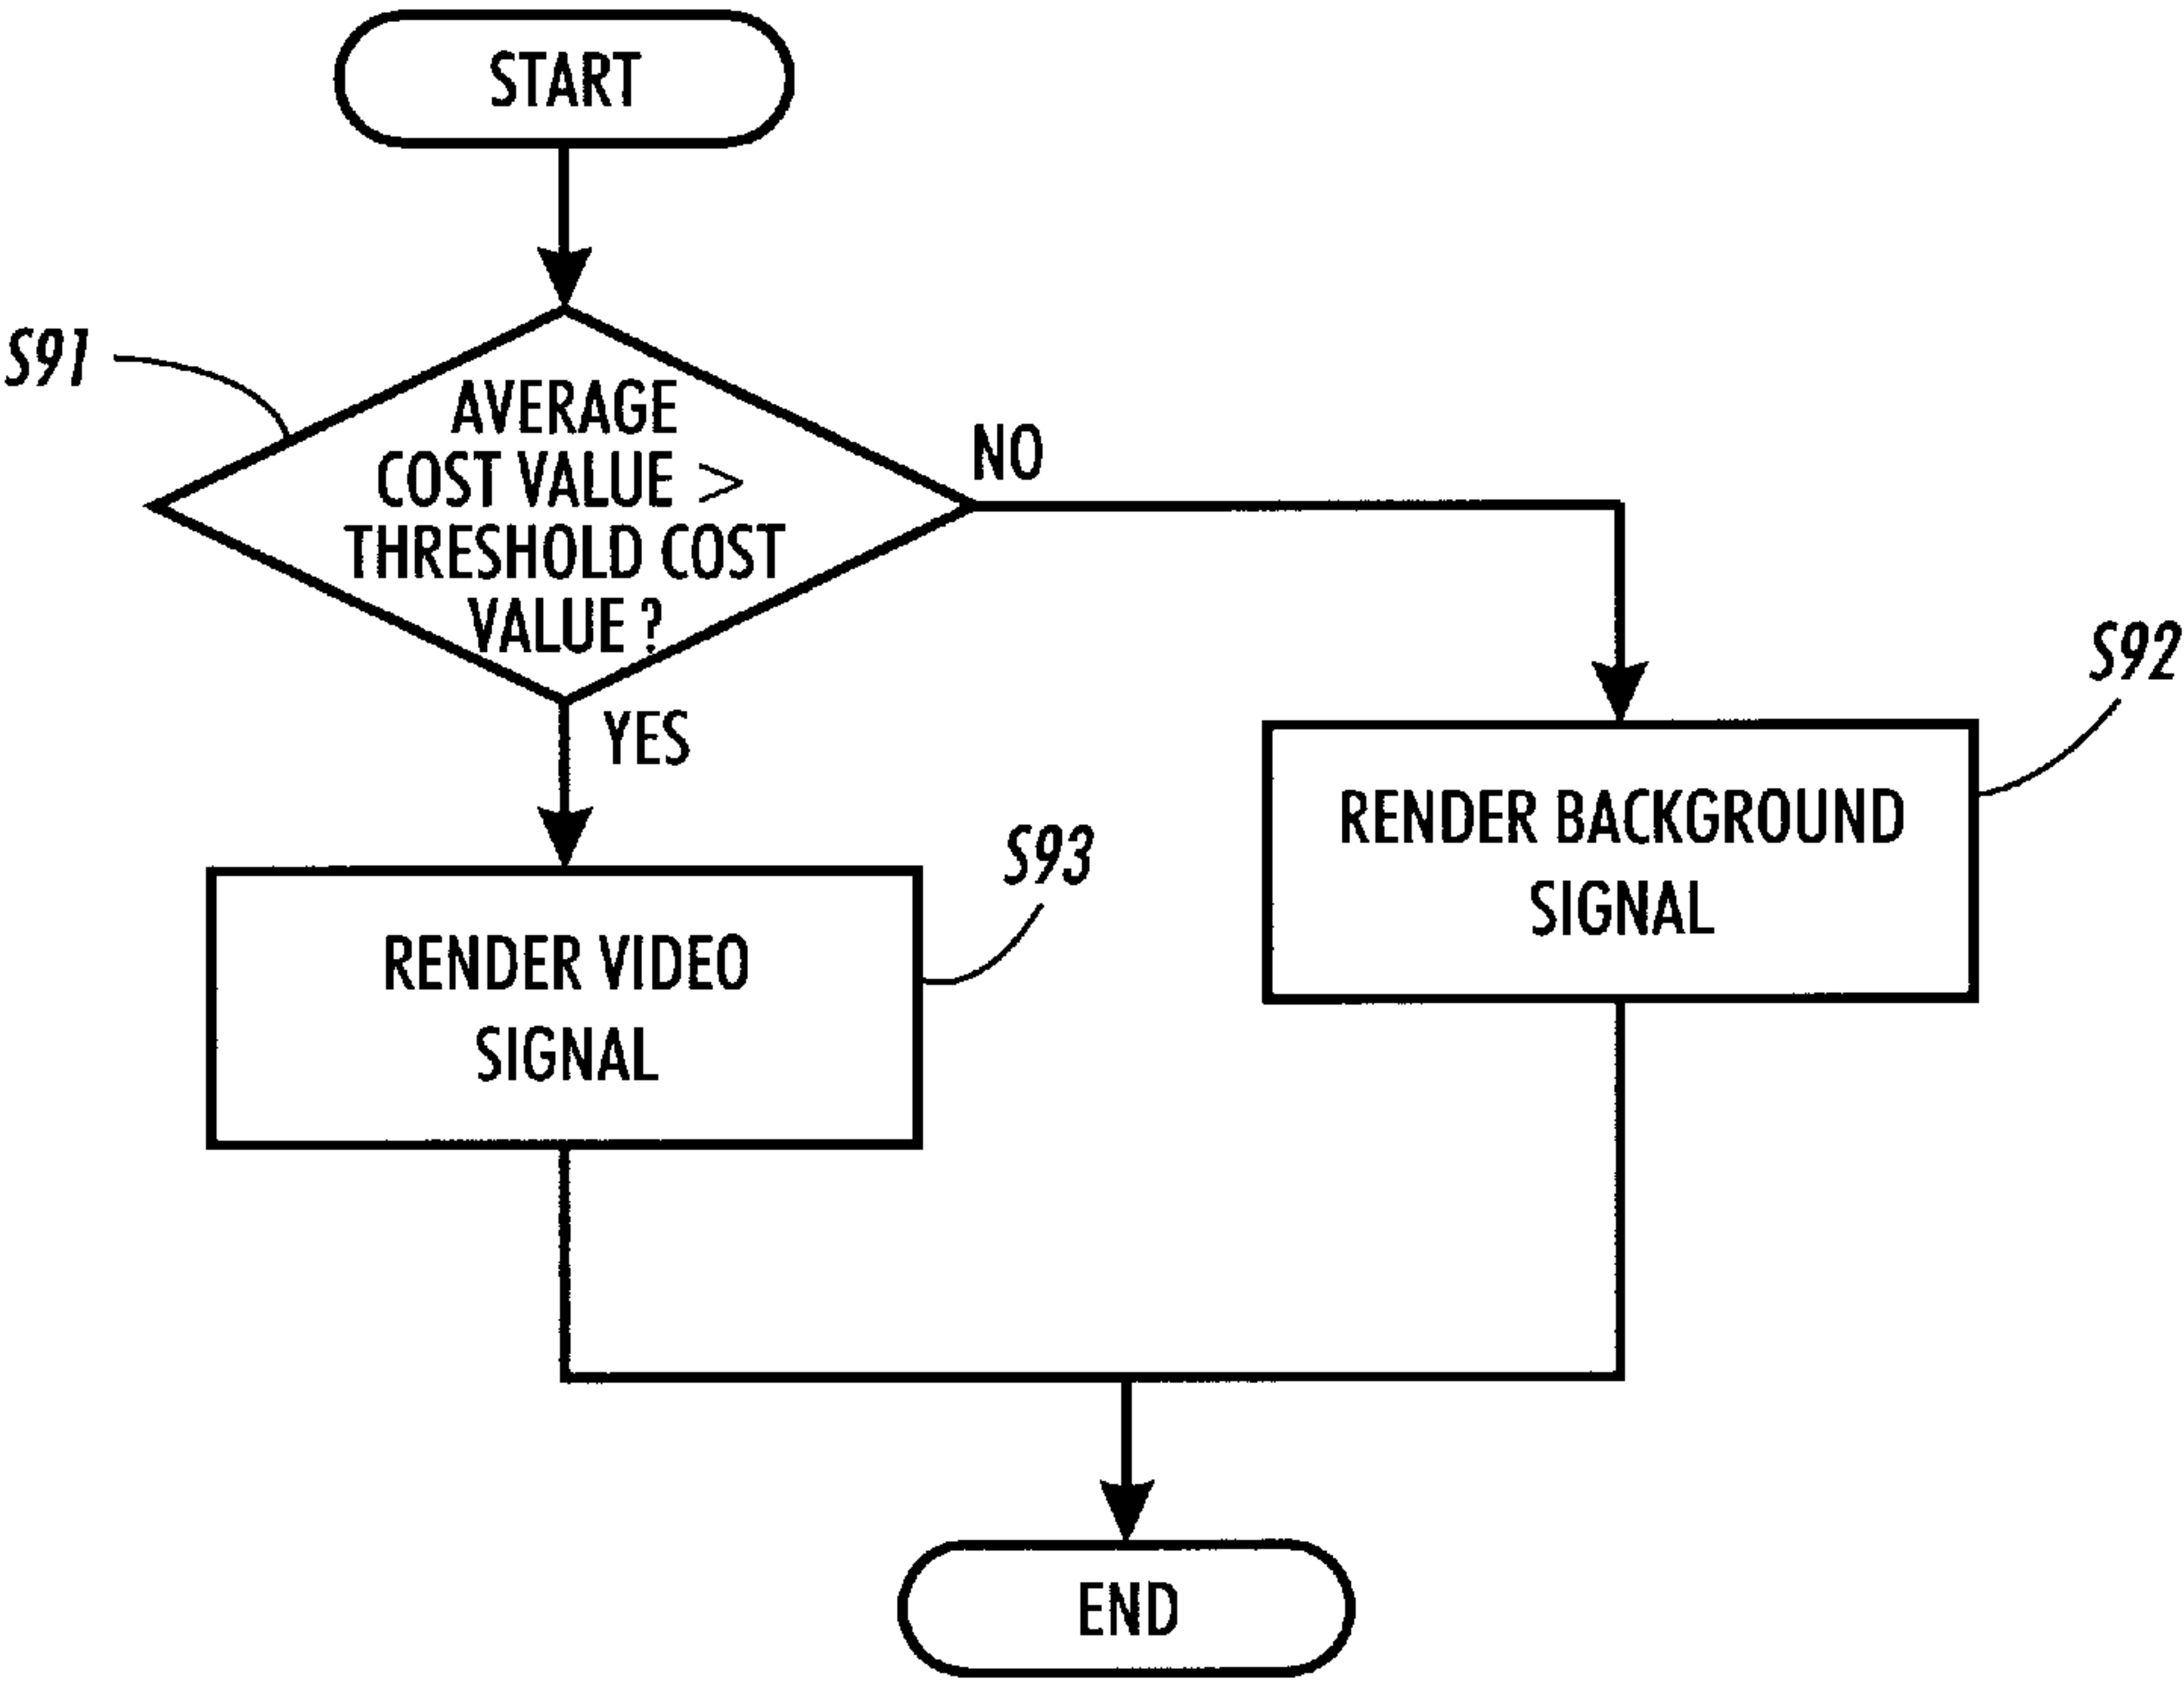 START
S91
AVERAGE
COST VALUE >
THRESHOLD COST
VALUE ?
NO
YES
S92
RENDER BACKGROUND
SIGNAL
S93
RENDER VIDEO
SIGNAL
END